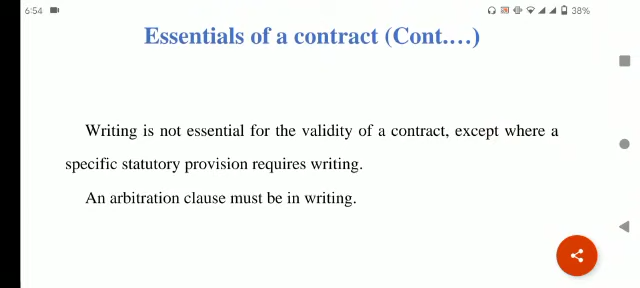 6:54
38%
Essentials of a contract (Cont.…)
Writing is not essential for the validity of a contract, except where a
specific statutory provision requires writing.
An arbitration clause must be in writing.